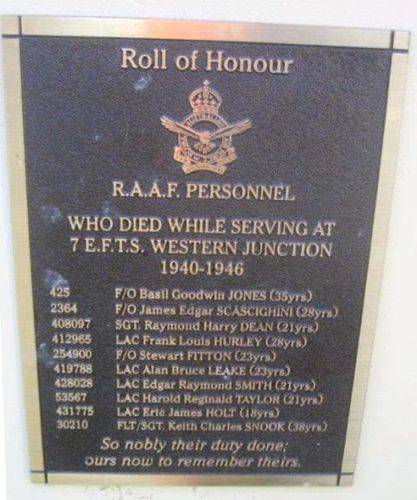 Roll of Honour
R.A.A.F. PERSONNEL
WHO DIED WHILE SERVING AT
7 E.F.T.S. WESTERN JUNCTION
1940-1946
425 F/O Basil Goodwin JONES (35yrs)
2364 F/O James Edgar SCASCIGHINI (28yrs)
408097 SGT. Raymond Harry DEAN (21yrs)
412965 LAC Frank Louis HURLEY (28yrs)
254900 F/O Stewart FITTON (23yrs)
419788 LAC Alan Bruce LEAKE (23yrs)
428028 LAC Edgar Raymond SMITH (21yrs)
53567 LAC Harold Reginald TAYLOR (21yrs)
431775 LAC Eric James HOLT (18yrs)
30210 FLT/SGT. Keith Charles SNOOK (38yrs)
So nobly their duty done;
ours now to remember theirs.